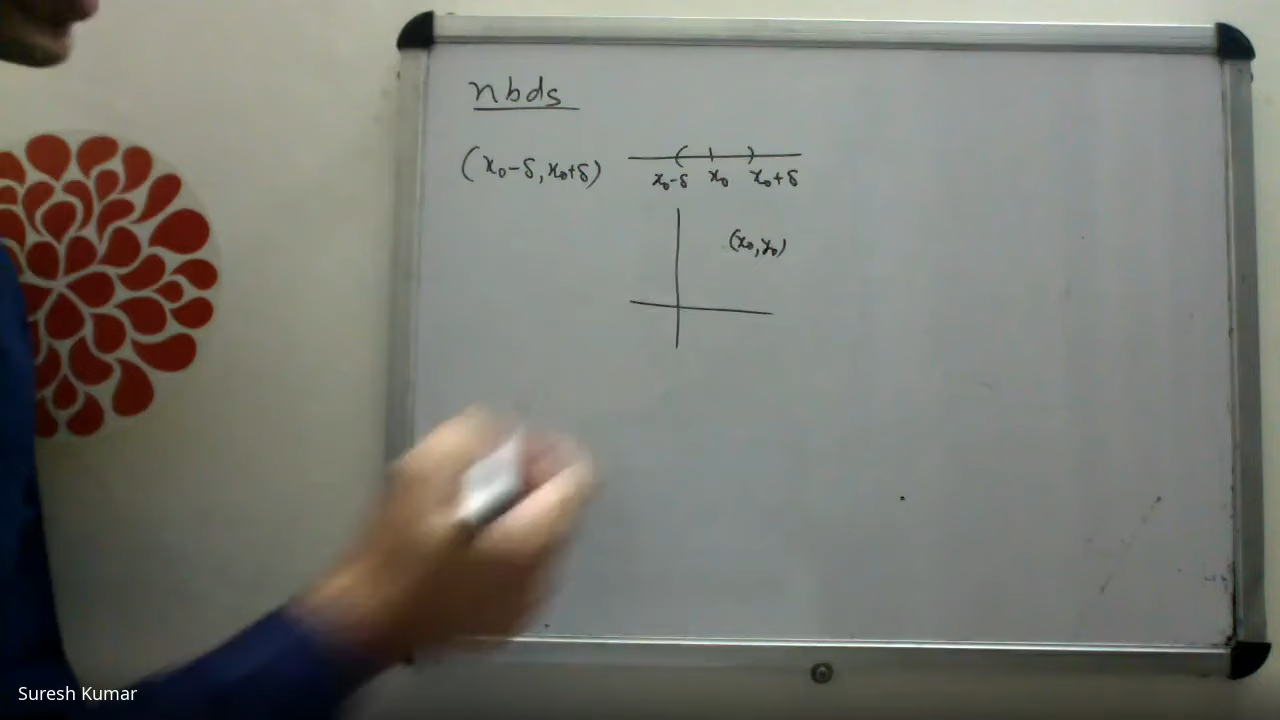 nbds
(x₀-δ, x₀+δ)
x₀-δ x₀ x₀+δ
(x₀, y₀)
Suresh Kumar